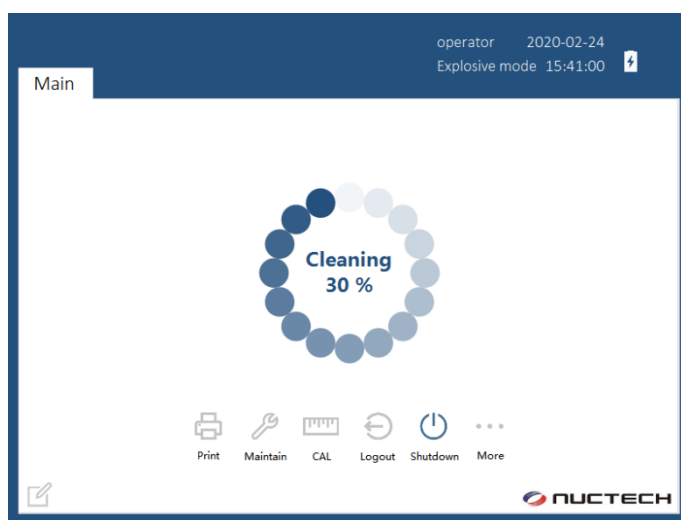 operator 2020-02-24
Explosive mode 15:41:00
Main
Cleaning
30 %
Print Maintain CAL Logout Shutdown More
NUCTECH